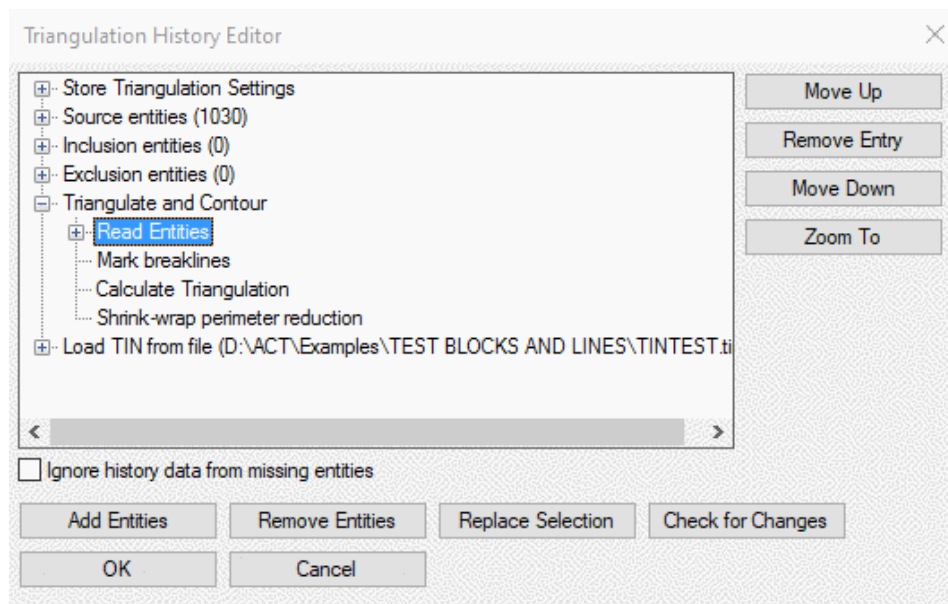 Triangulation History Editor
Store Triangulation Settings
Source entities (1030)
Inclusion entities (0)
Exclusion entities (0)
Triangulate and Contour
Read Entities
Mark breaklines
Calculate Triangulation
Shrink-wrap perimeter reduction
Load TIN from file (D:\ACT\Examples\TEST BLOCKS AND LINES\TINTEST.ti
Move Up
Remove Entry
Move Down
Zoom To
Ignore history data from missing entities
Add Entities
Remove Entities
Replace Selection
Check for Changes
OK
Cancel